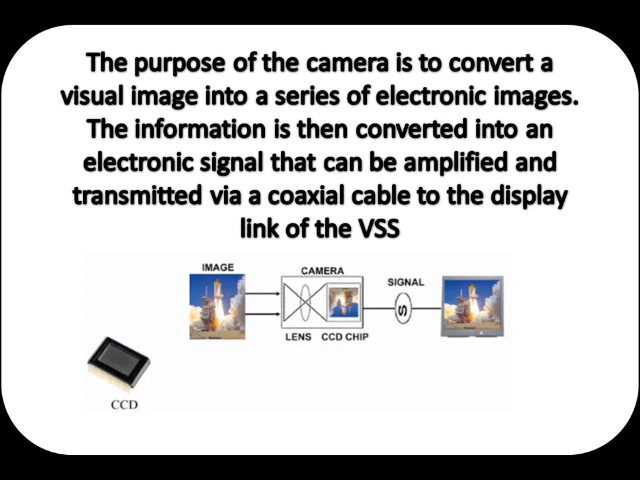 The purpose of the camera is to convert a
visual image into a series of electronic images.
The information is then converted into an
electronic signal that can be amplified and
transmitted via a coaxial cable to the display
link of the VSS
IMAGE
CAMERA
SIGNAL
S
LENS
CCD CHIP
CCD